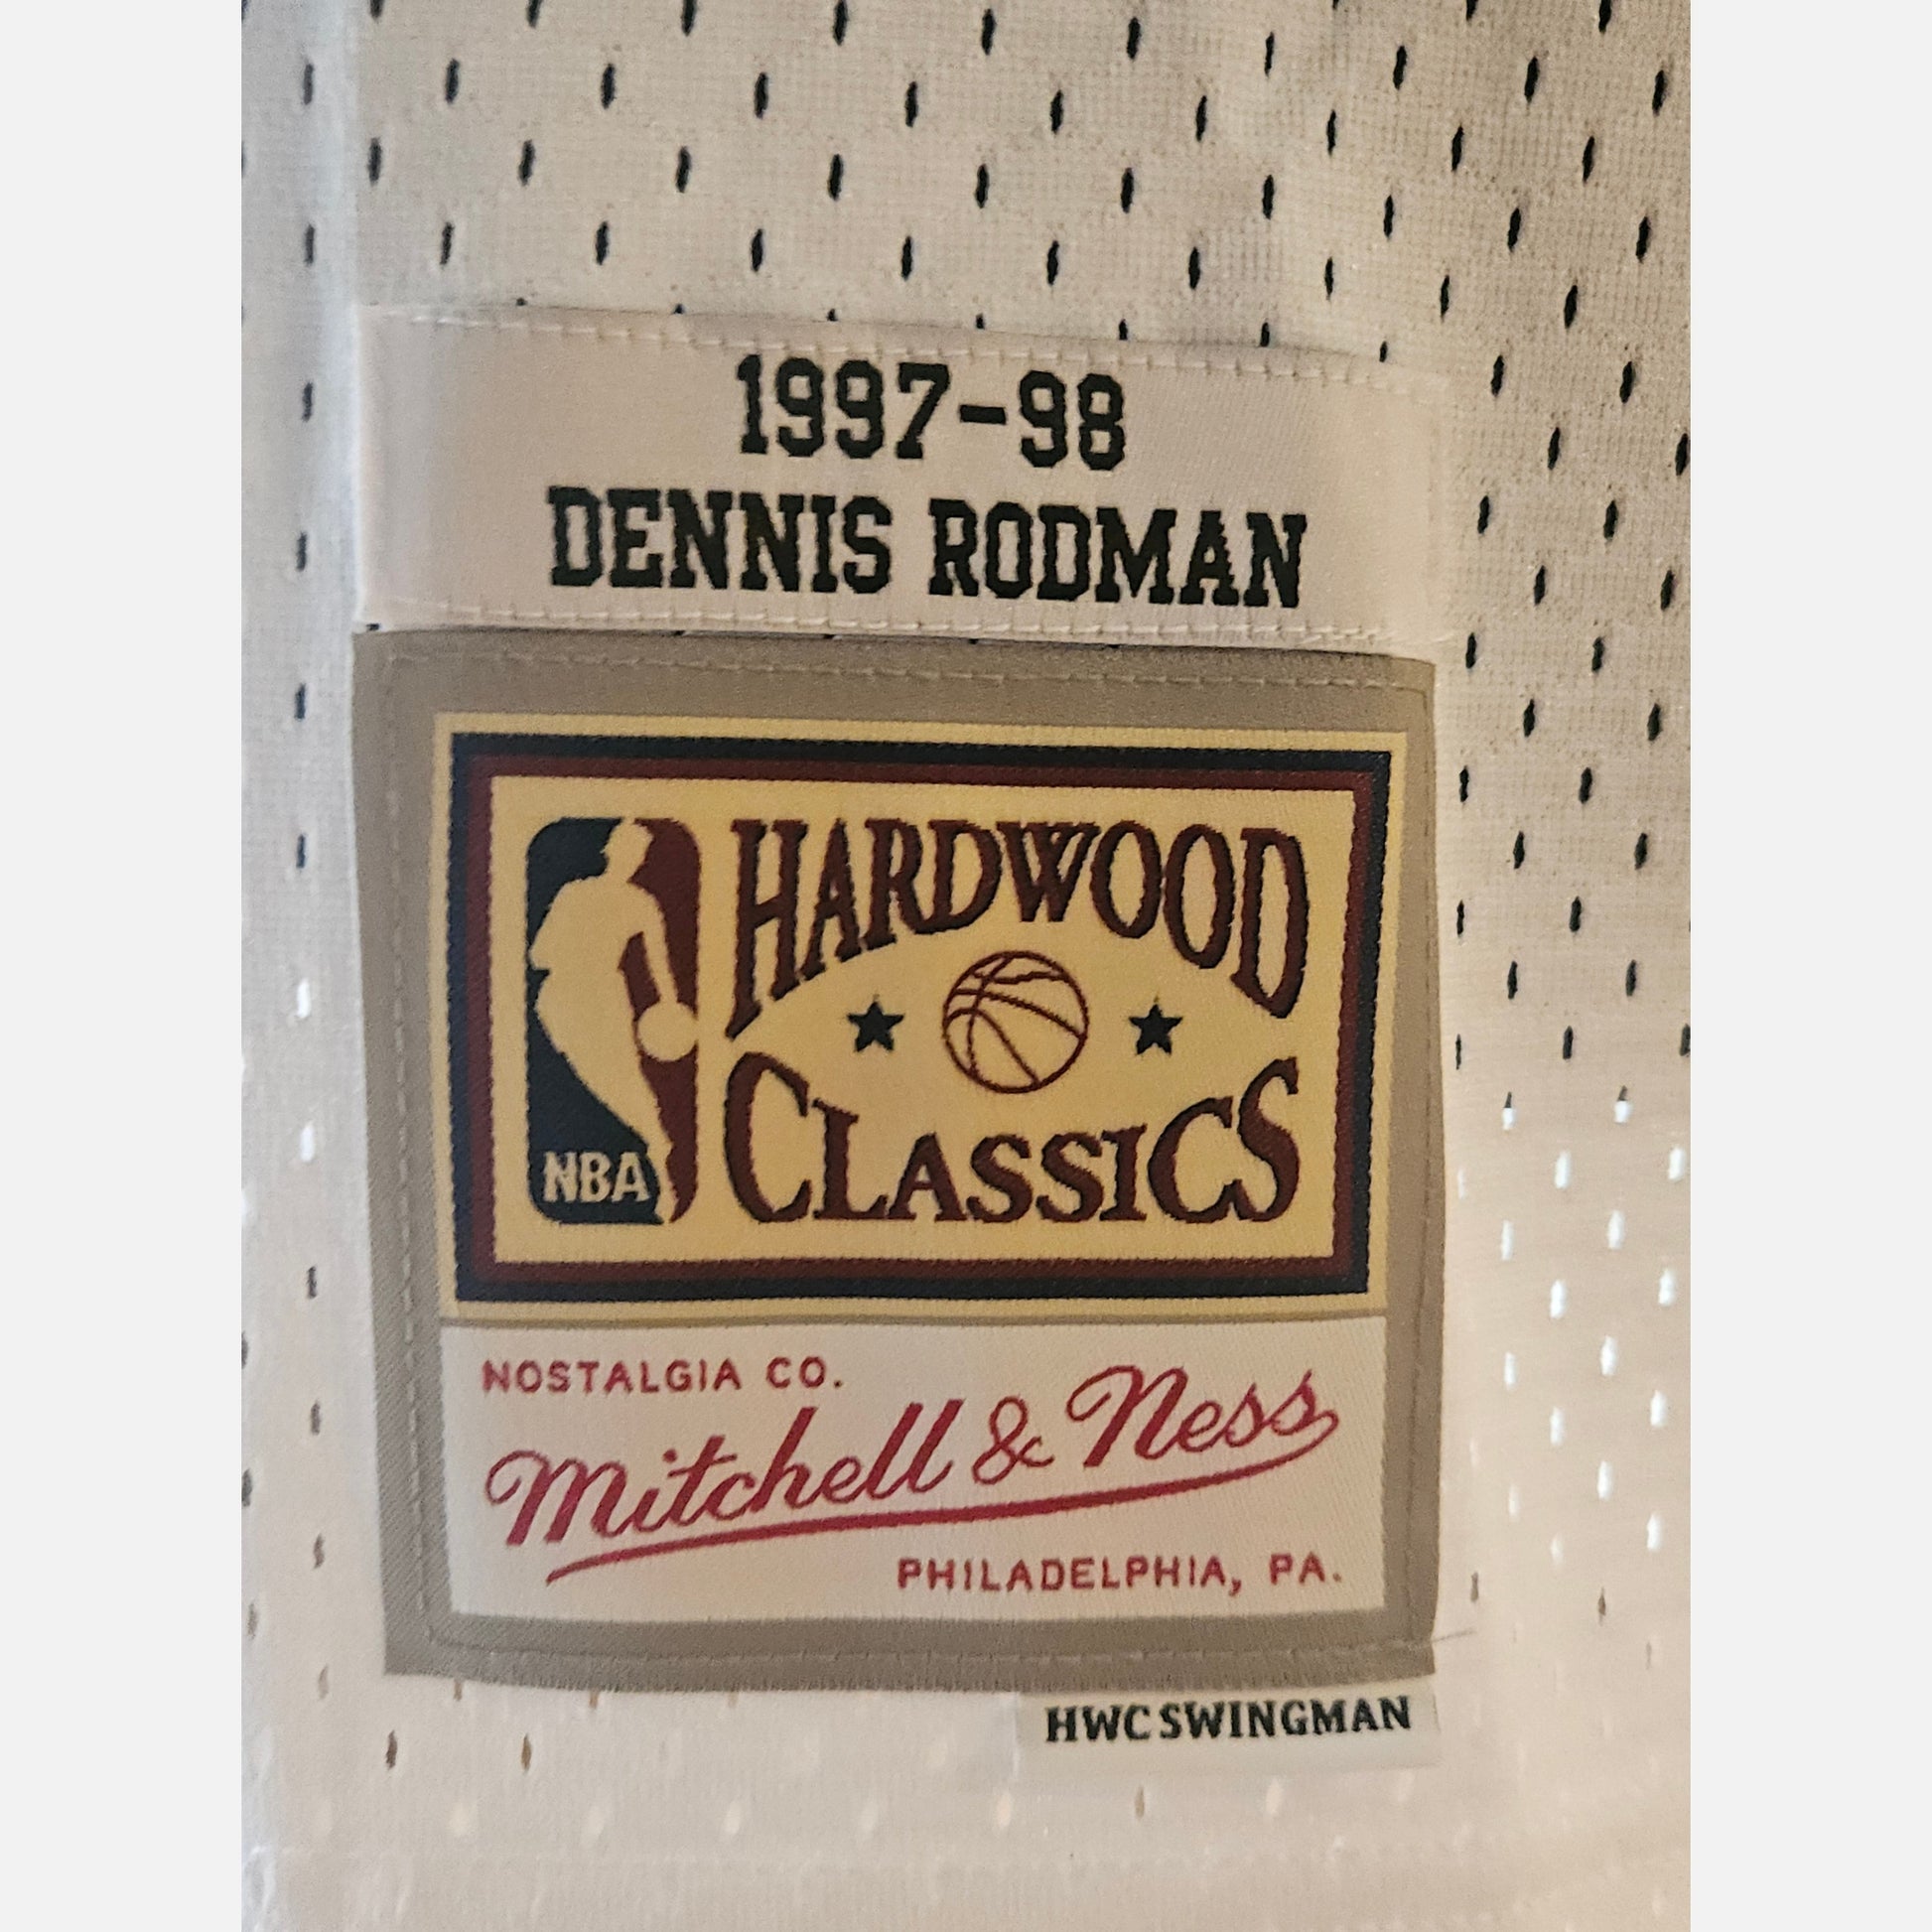 1997-98
DENNIS RODMAN
HARDWOOD
CLASSICS
NBA
NOSTALGIA CO.
Mitchell & Ness
PHILADELPHIA, PA.
HWC SWINGMAN